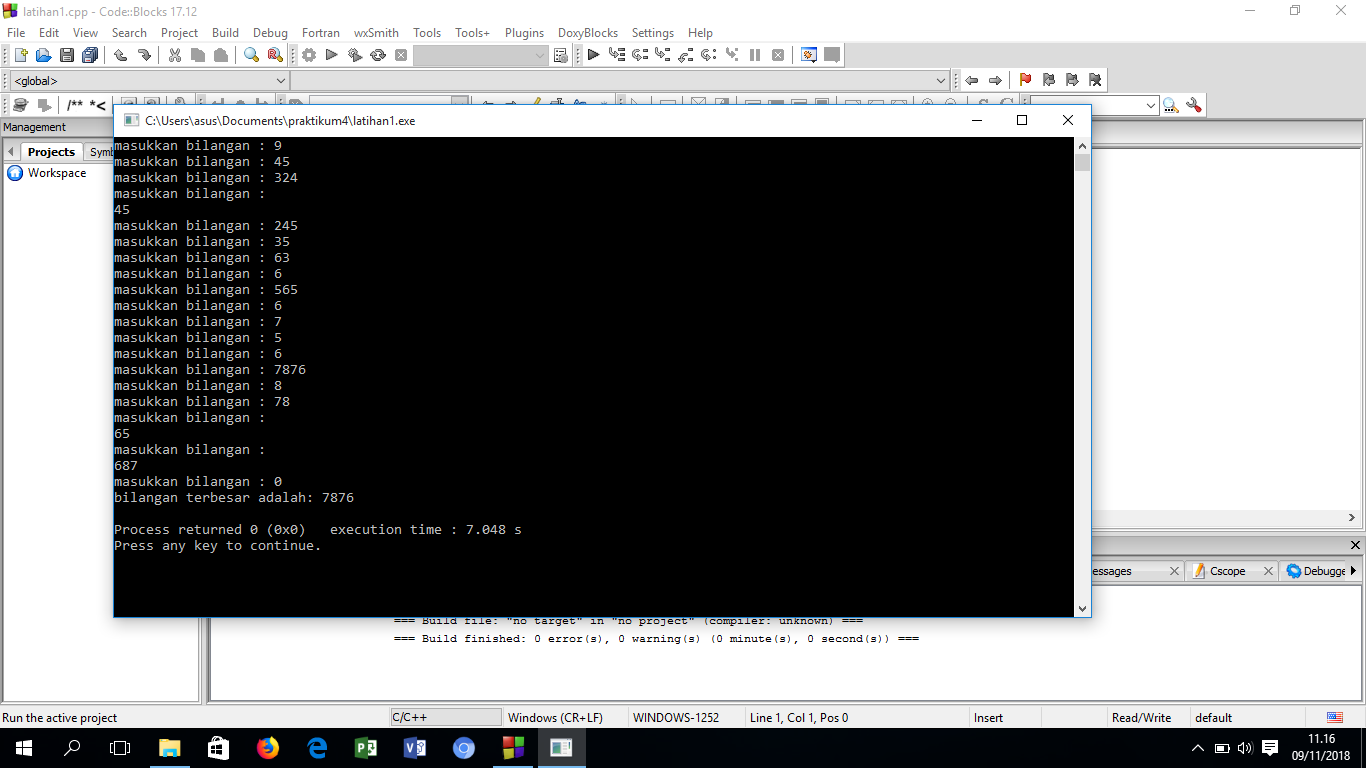 latihan1.cpp - Code::Blocks 17.12
File Edit View Search Project Build Debug Fortran wxSmith Tools Tools+ Plugins DoxyBlocks Settings Help
<global>
/** *<
Management
C:\Users\asus\Documents\praktikum4\latihan1.exe
Projects
Workspace
masukkan bilangan : 9
masukkan bilangan : 45
masukkan bilangan : 324
masukkan bilangan :
45
masukkan bilangan : 245
masukkan bilangan : 35
masukkan bilangan : 63
masukkan bilangan : 6
masukkan bilangan : 565
masukkan bilangan : 6
masukkan bilangan : 7
masukkan bilangan : 5
masukkan bilangan : 6
masukkan bilangan : 7876
masukkan bilangan : 8
masukkan bilangan : 78
masukkan bilangan :
65
masukkan bilangan :
687
masukkan bilangan : 0
bilangan terbesar adalah: 7876
Process returned 0 (0x0) execution time : 7.048 s
Press any key to continue.
essages Cscope Debugge
=== Build file: "no target" in "no project" (compiler: unknown) ===
=== Build finished: 0 error(s), 0 warning(s) (0 minute(s), 0 second(s)) ===
Run the active project C/C++ Windows (CR+LF) WINDOWS-1252 Line 1, Col 1, Pos 0 Insert Read/Write default
11.16
09/11/2018